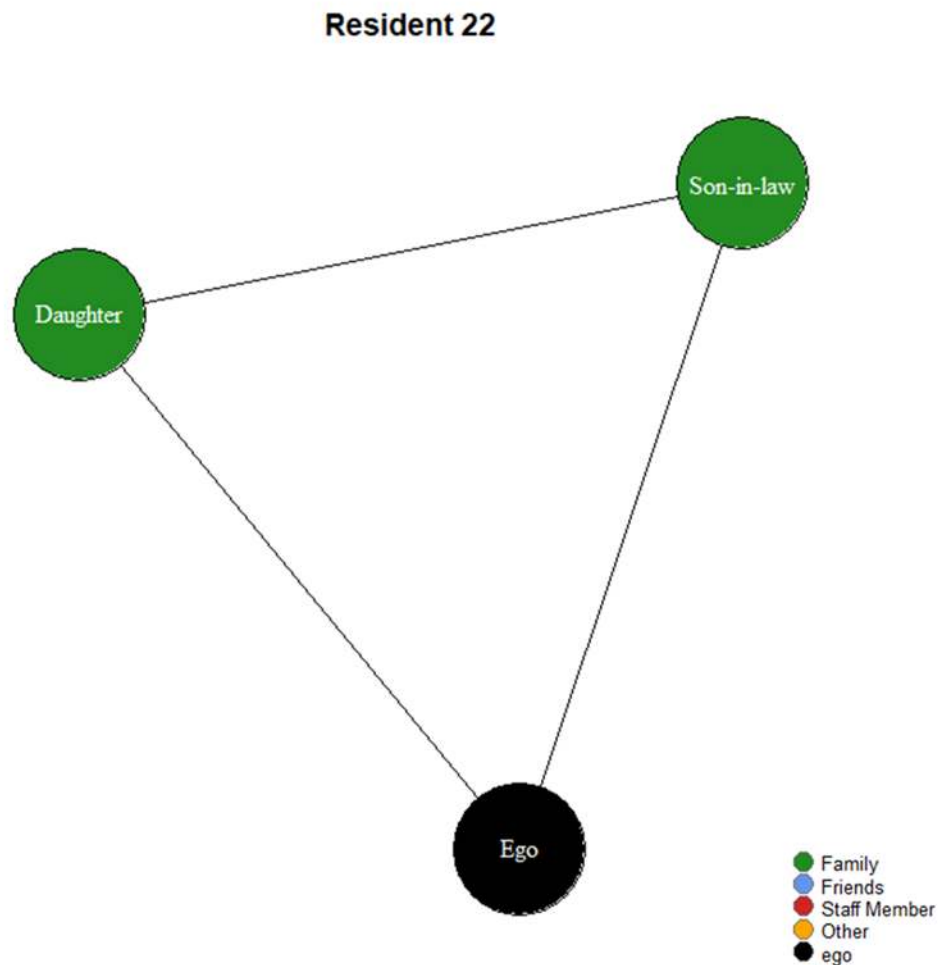 Resident 22
Son-in-law
Daughter
Ego
Family
Friends
Staff Member
Other
ego